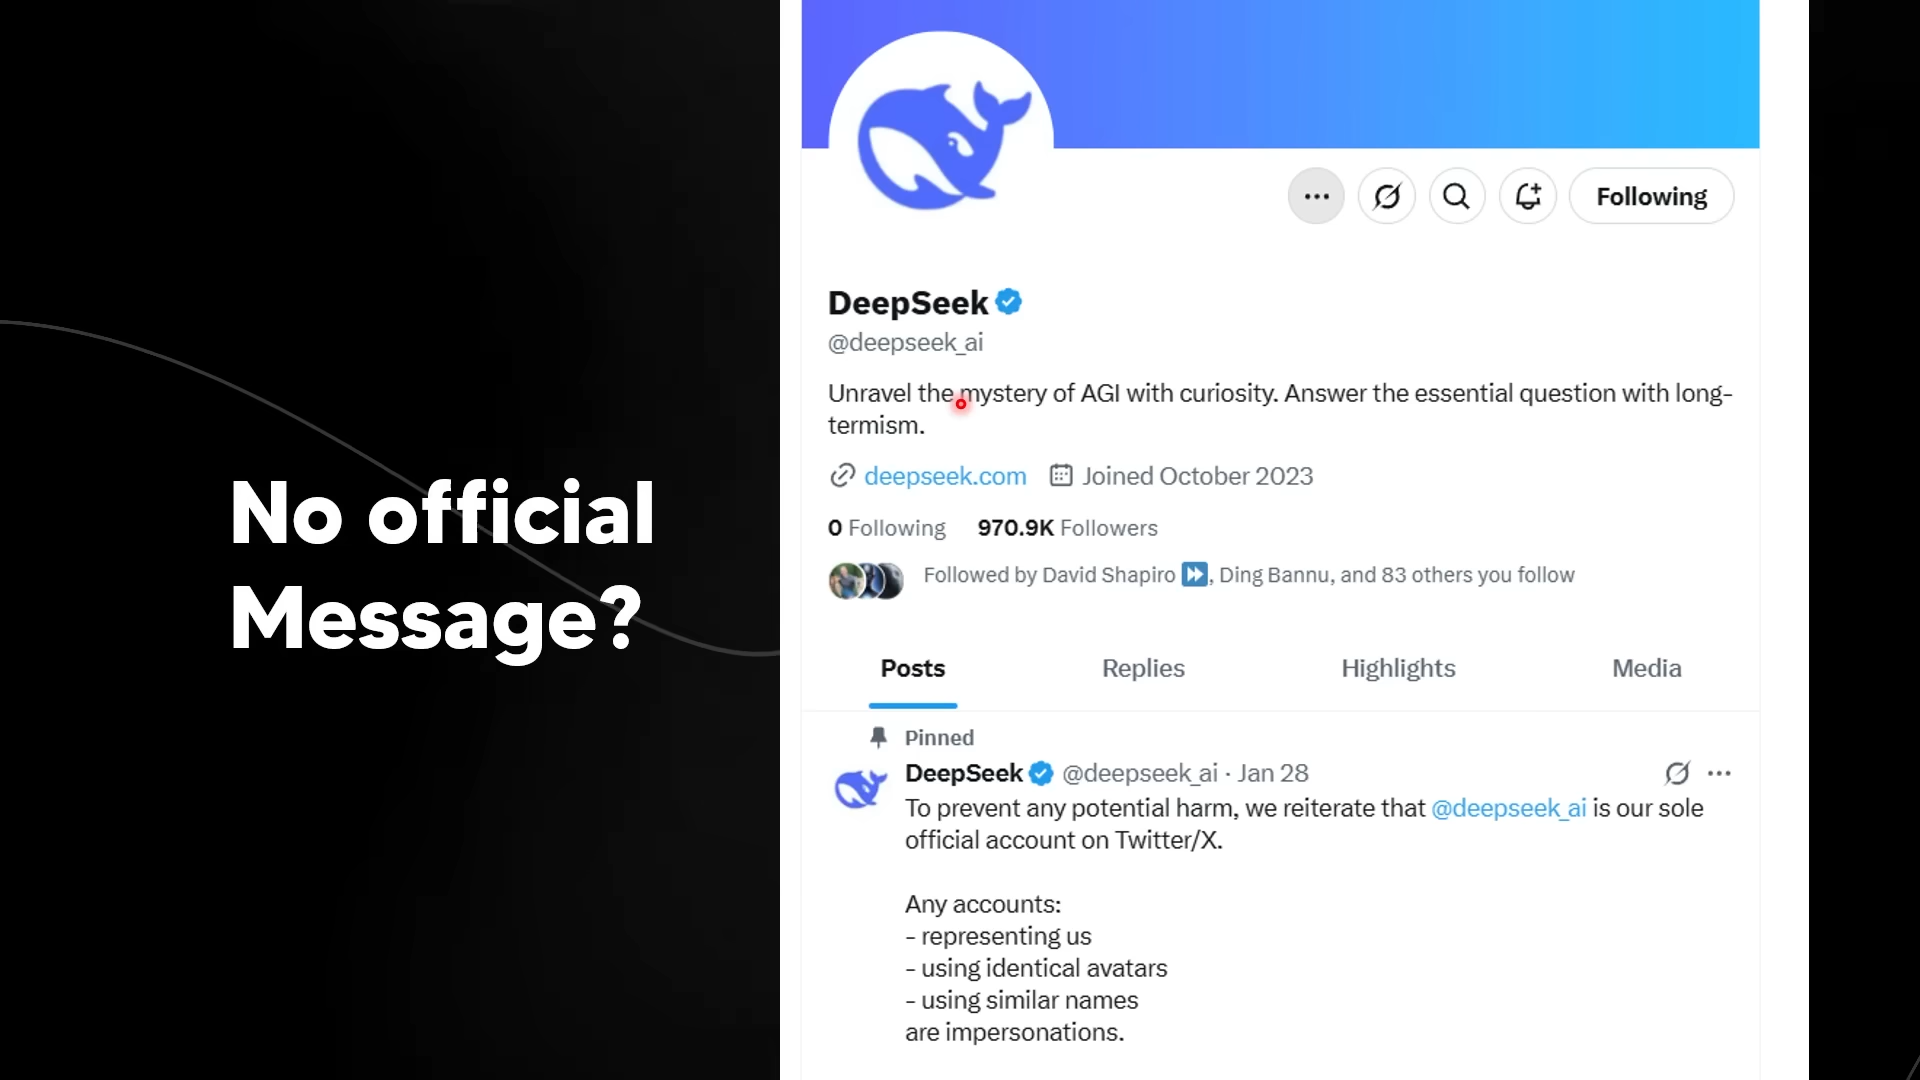 No official
Message?
Following
DeepSeek
@deepseek_ai
Unravel the mystery of AGI with curiosity. Answer the essential question with long-
termism.
deepseek.com Joined October 2023
0 Following 970.9K Followers
Followed by David Shapiro ⏩, Ding Bannu, and 83 others you follow
Posts Replies Highlights Media
Pinned
DeepSeek @deepseek_ai · Jan 28
To prevent any potential harm, we reiterate that @deepseek_ai is our sole
official account on Twitter/X.
Any accounts:
- representing us
- using identical avatars
- using similar names
are impersonations.